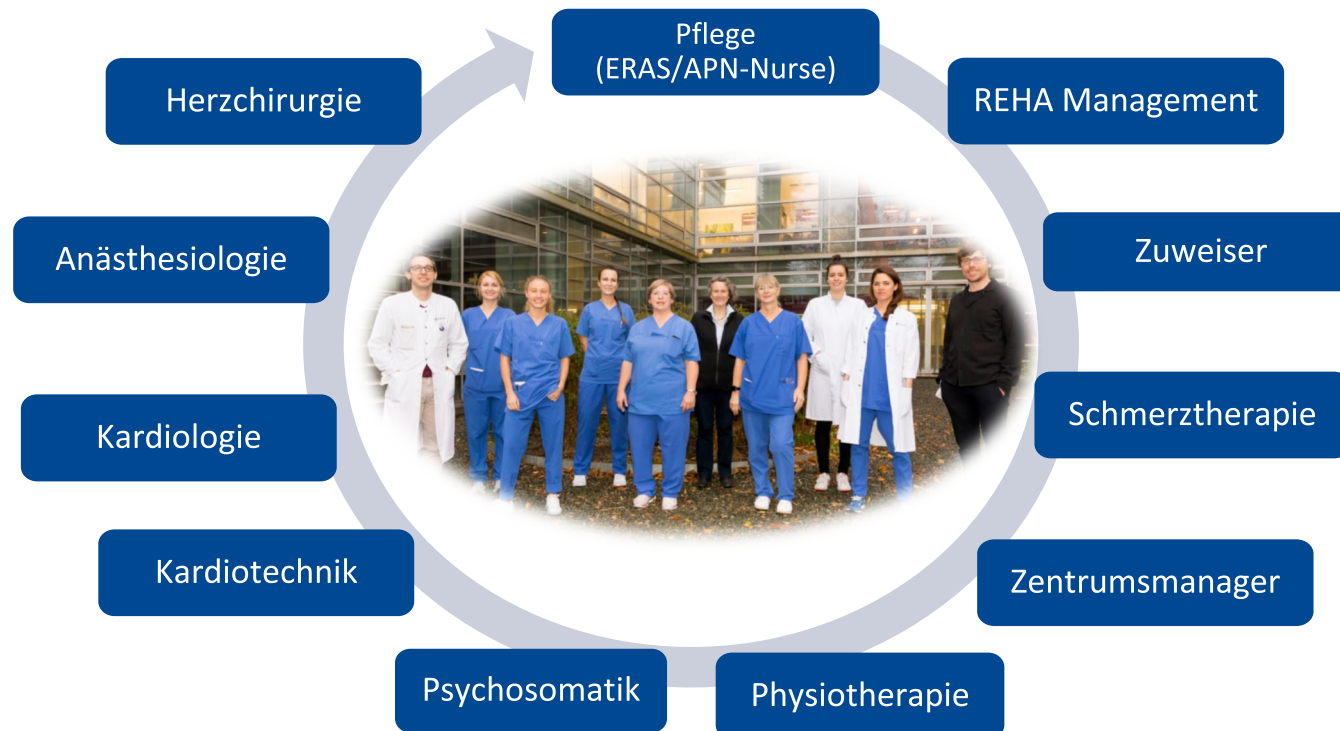 Pflege
(ERAS/APN-Nurse)
REHA Management
Zuweiser
Schmerztherapie
Zentrumsmanager
Physiotherapie
Psychosomatik
Kardiotechnik
Kardiologie
Anästhesiologie
Herzchirurgie